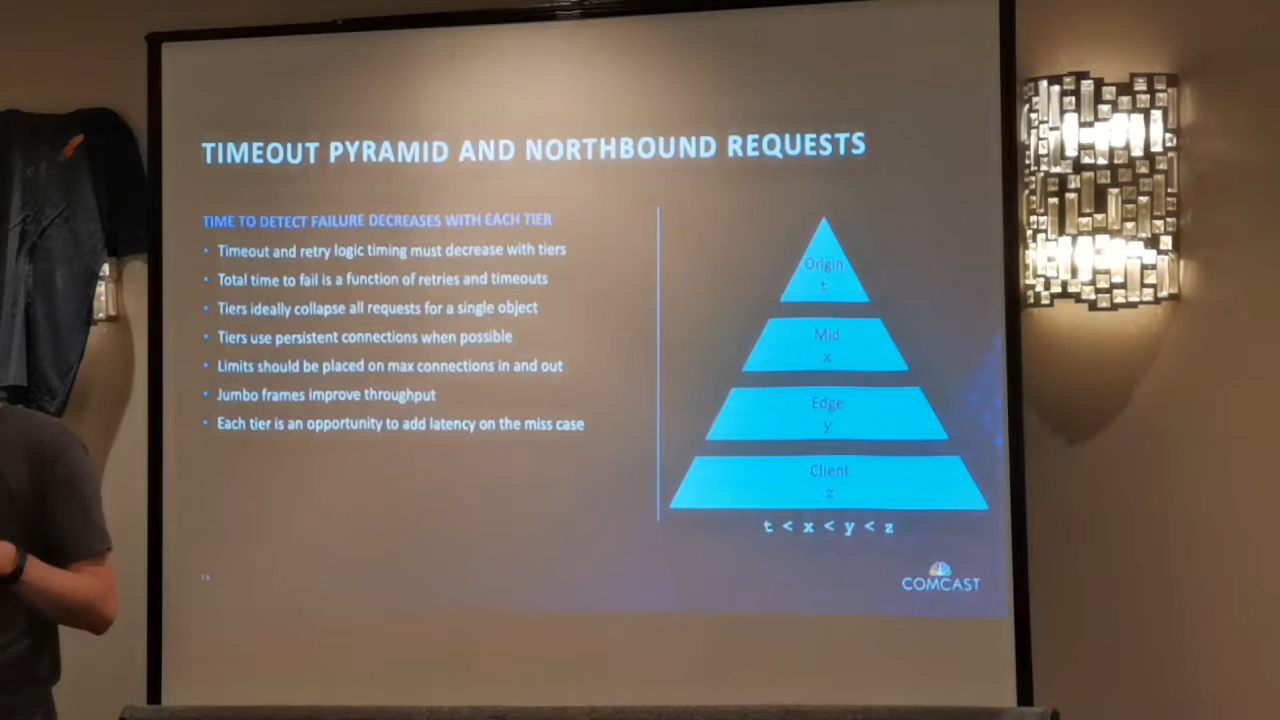 TIMEOUT PYRAMID AND NORTHBOUND REQUESTS
TIME TO DETECT FAILURE DECREASES WITH EACH TIER
• Timeout and retry logic timing must decrease with tiers
• Total time to fail is a function of retries and timeouts
• Tiers ideally collapse all requests for a single object
• Tiers use persistent connections when possible
• Limits should be placed on max connections in and out
• Jumbo frames improve throughput
• Each tier is an opportunity to add latency on the miss case
Origin
t
Mid
x
Edge
y
Client
z
t < x < y < z
COMCAST